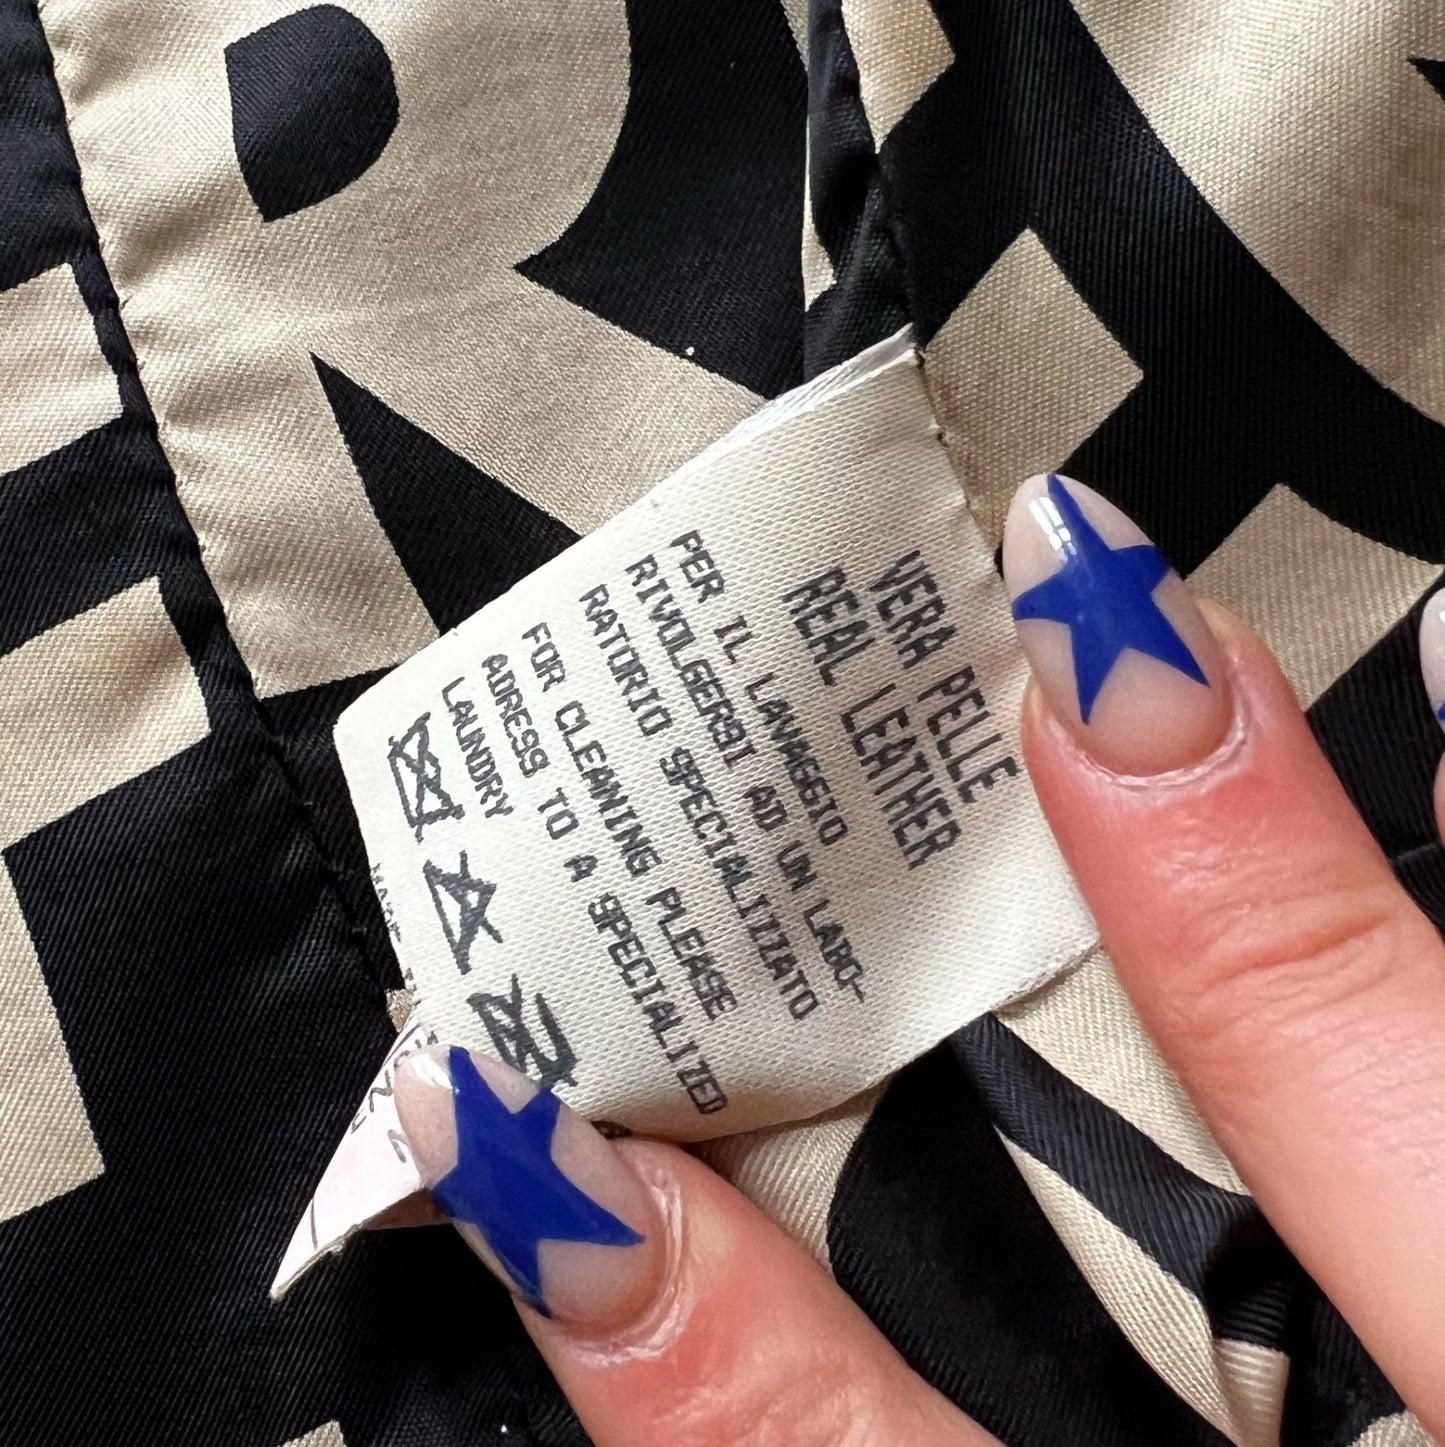 VERA PELLE
REAL LEATHER
PER IL LAVAGGIO
RIVOLGERSI AD UN LABO-
RATORIO SPECIALIZZATO
FOR CLEANING PLEASE
ADRESS TO A SPECIALIZED
LAUNDRY
R